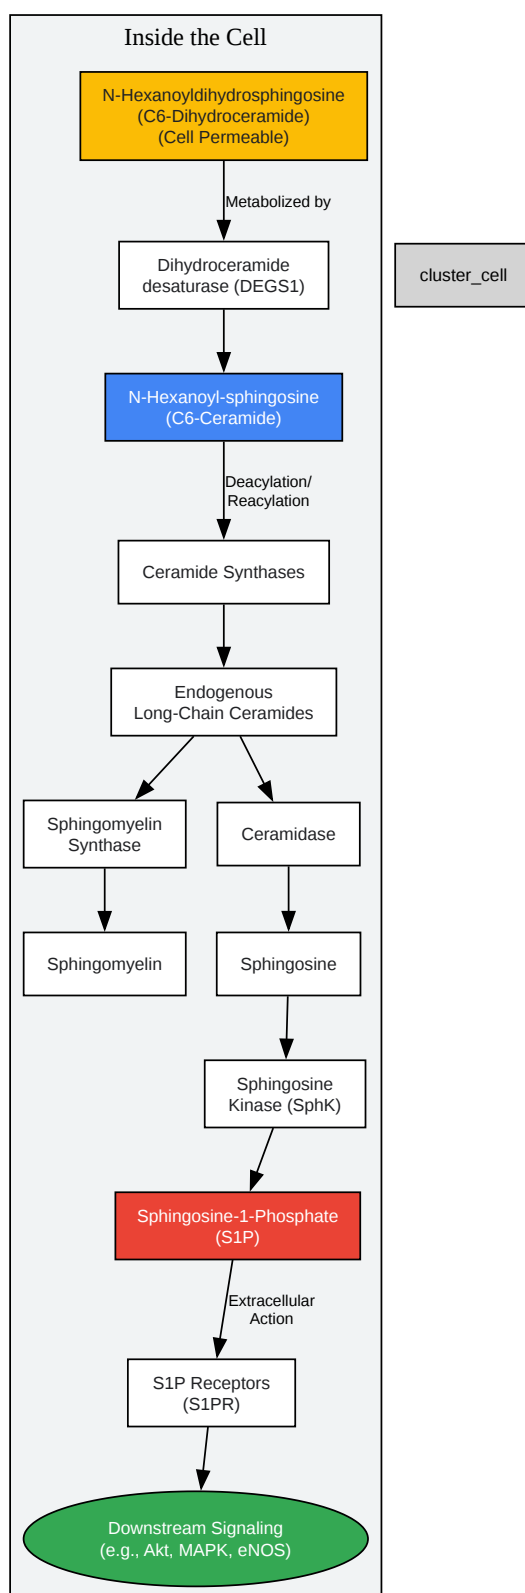 Inside the Cell
N-Hexanoyldihydrosphingosine
(C6-Dihydroceramide)
(Cell Permeable)
Metabolized by
Dihydroceramide
desaturase (DEGS1)
cluster_cell
N-Hexanoyl-sphingosine
(C6-Ceramide)
Deacylation/
Reacylation
Ceramide Synthases
Endogenous
Long-Chain Ceramides
Sphingomyelin
Synthase
Ceramidase
Sphingomyelin
Sphingosine
Sphingosine
Kinase (SphK)
Sphingosine-1-Phosphate
(S1P)
Extracellular
Action
S1P Receptors
(S1PR)
Downstream Signaling
(e.g., Akt, MAPK, eNOS)